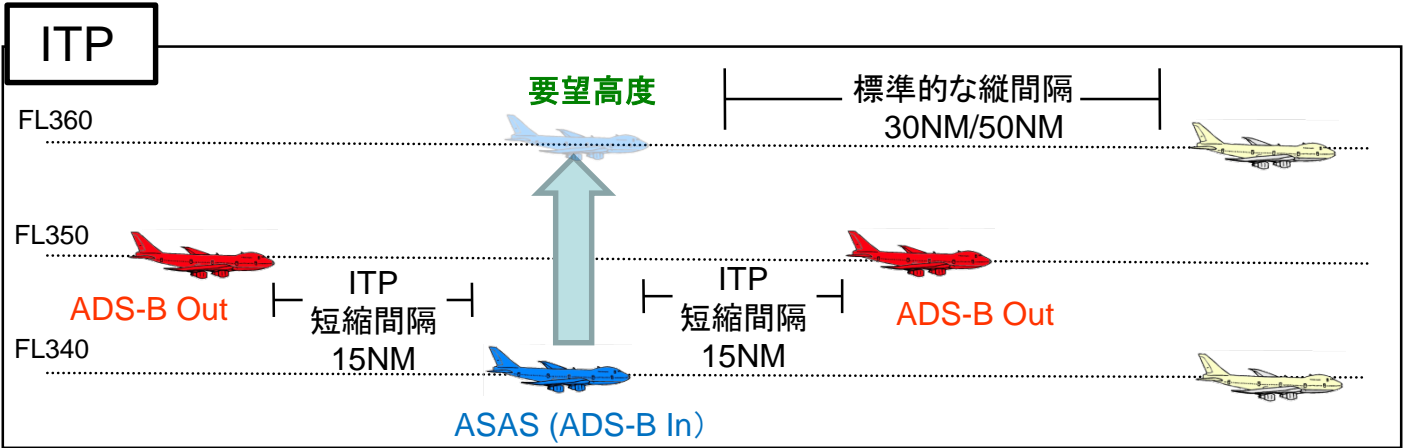 ITP
要望高度
標準的な縦間隔
30NM/50NM
FL360
FL350
ITP
短縮間隔
15NM
ITP
短縮間隔
15NM
ADS-B Out
ADS-B Out
FL340
ASAS (ADS-B In）